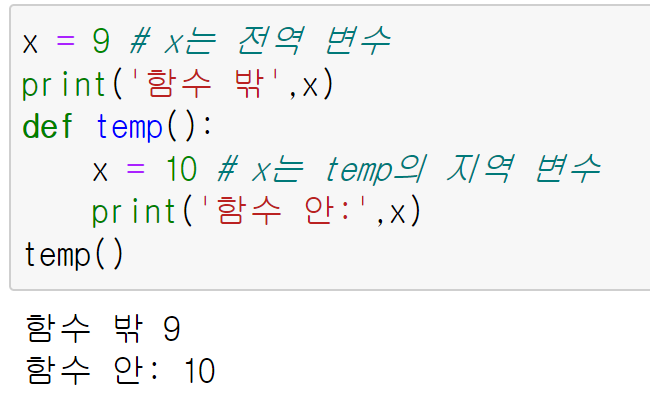 x = 9 # x는 전역 변수
print('함수 밖',x)
def temp():
    x = 10 # x는 temp의 지역 변수
    print('함수 안:',x)
temp()
함수 밖 9
함수 안: 10